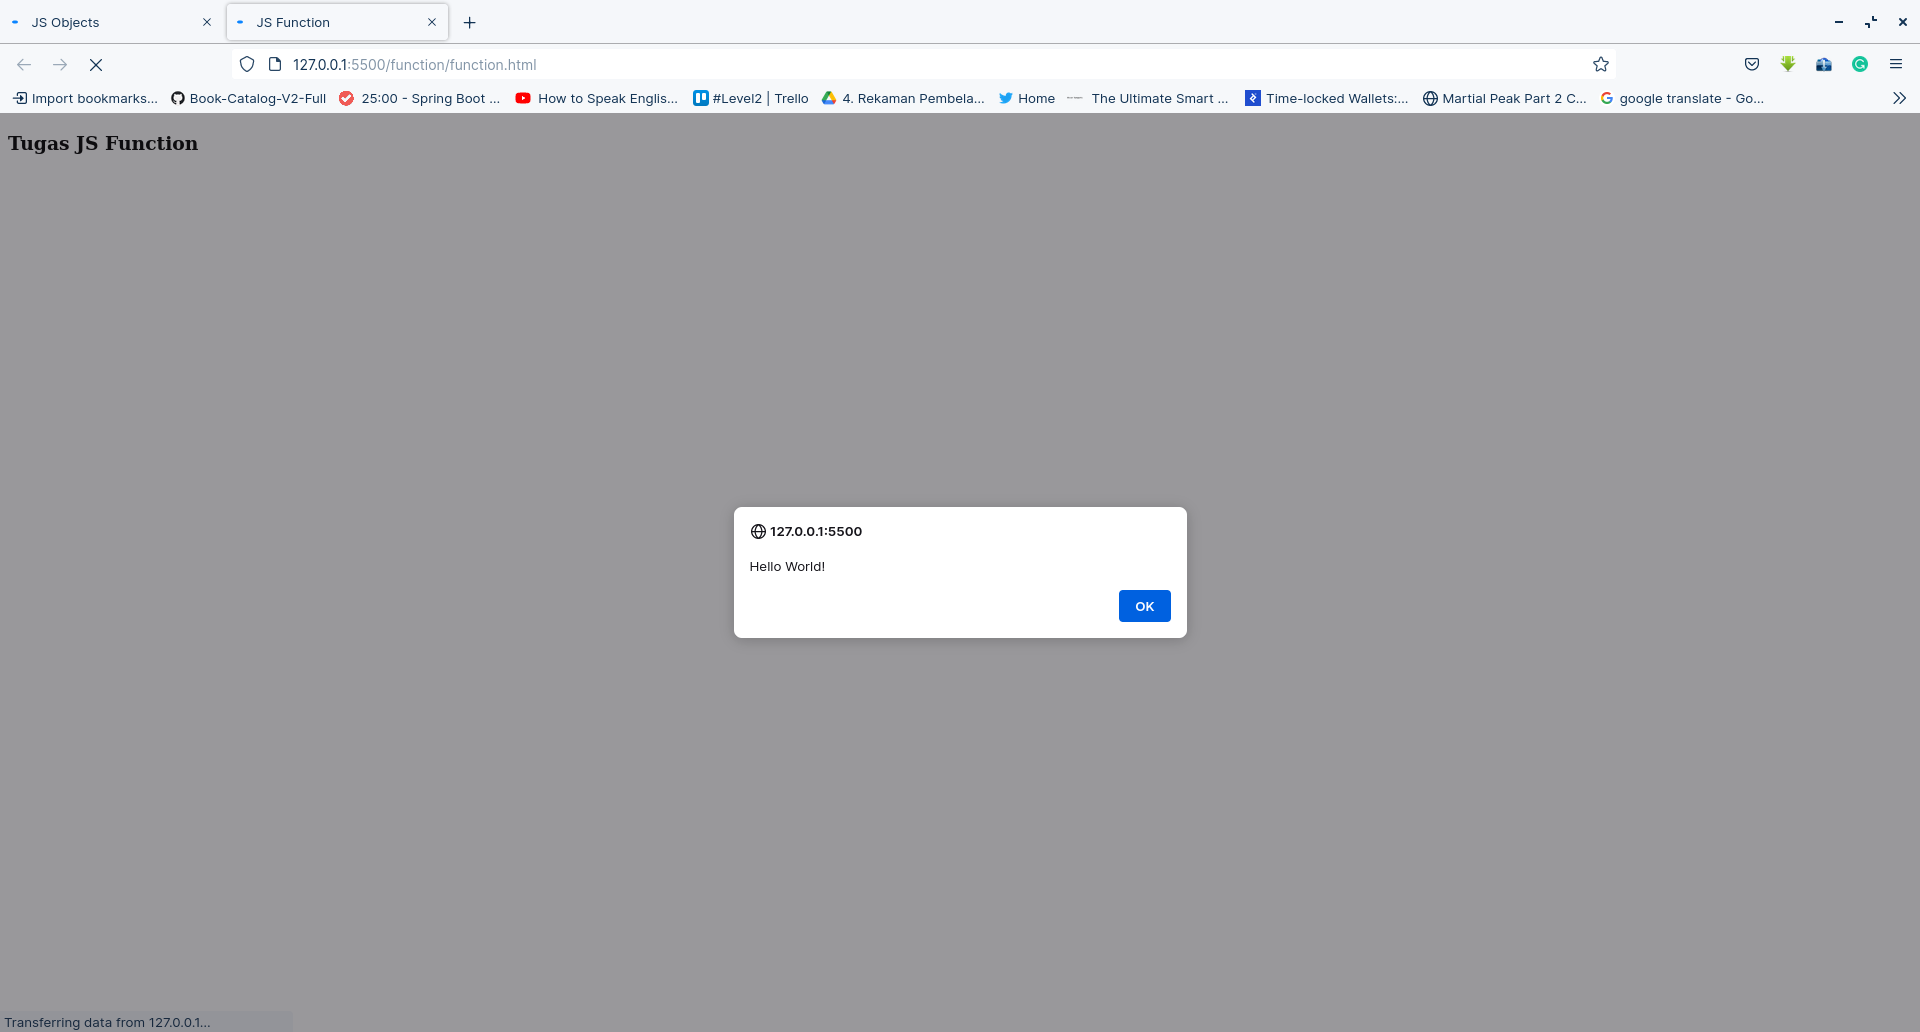 JS Objects
JS Function
127.0.0.1:5500/function/function.html
Import bookmarks... Book-Catalog-V2-Full 25:00 - Spring Boot ... How to Speak Englis... #Level2 | Trello 4. Rekaman Pembela... Home The Ultimate Smart ... Time-locked Wallets:... Martial Peak Part 2 C... google translate - Go...
Tugas JS Function
127.0.0.1:5500
Hello World!
OK
Transferring data from 127.0.0.1...